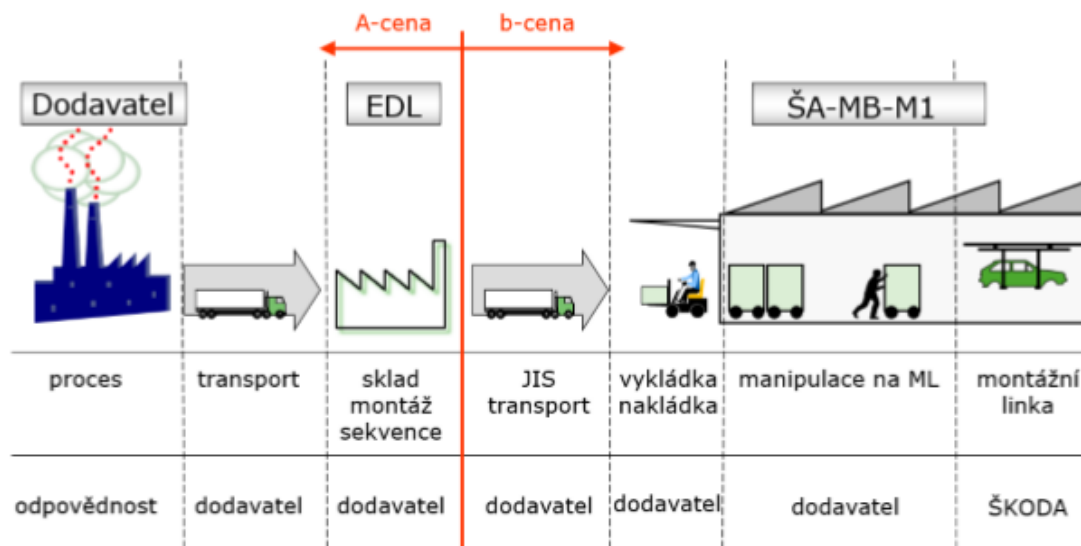 A-cena b-cena
Dodavatel EDL ŠA-MB-M1
proces transport sklad JIS vykládka manipulace na ML montážní
montáž transport nakládka linka
sekvence
odpovědnost dodavatel dodavatel dodavatel dodavatel dodavatel ŠKODA